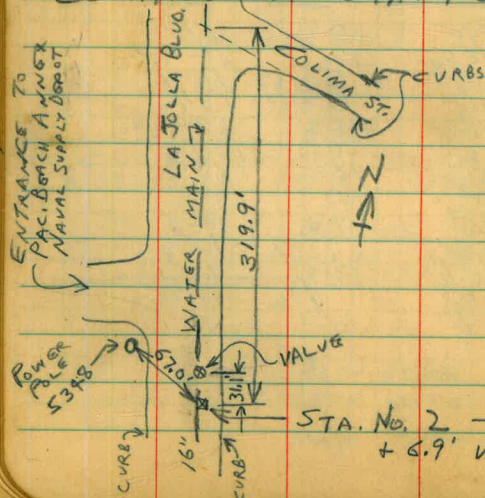 ENTRANCE TO
PAC. BEACH ANNEX
NAVAL SUPPLY DEPOT
LA JOLLA BLVD.
16" WATER MAIN
COLIMA ST.
CURBS
N
319.9'
POWER
POLE
5348
67.0'
31.1'
VALVE
CURB
CURB
STA. No. 2 -
+ 6.9'